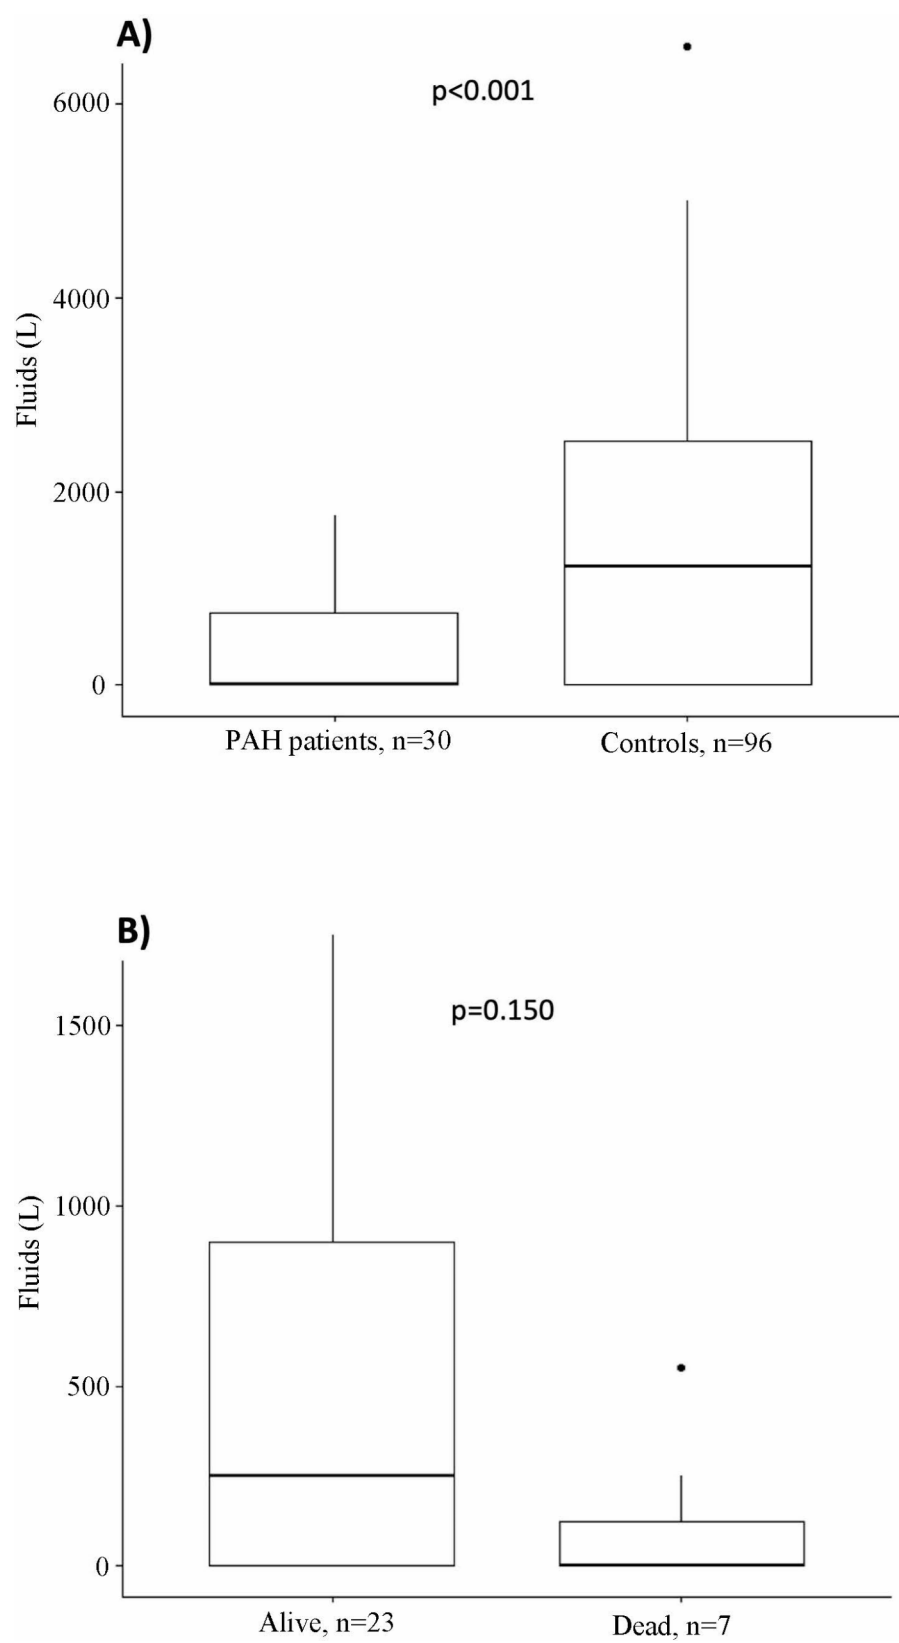 A)
p<0.001
6000
4000
2000
0
Fluids (L)
PAH patients, n=30
Controls, n=96
B)
p=0.150
1500
1000
500
0
Fluids (L)
Alive, n=23
Dead, n=7